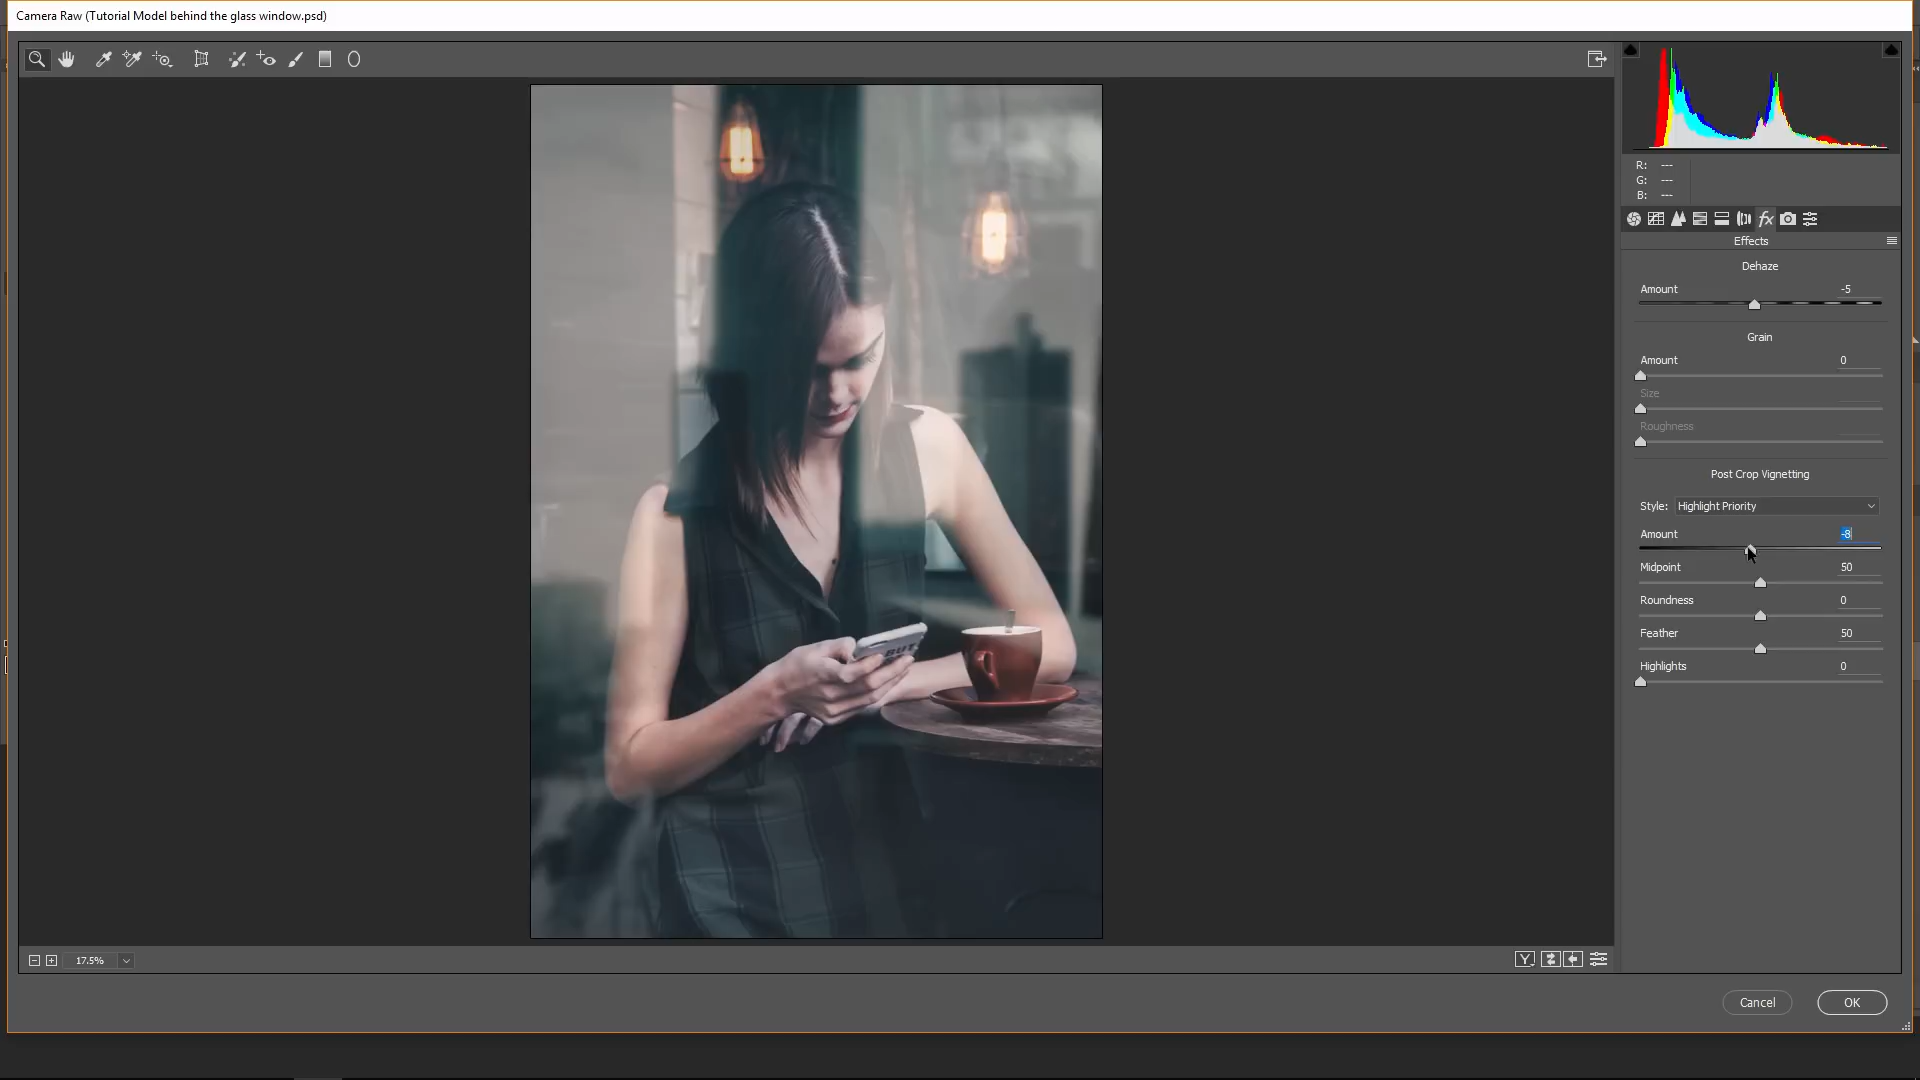 Camera Raw (Tutorial Model behind the glass window.psd)
R: ---
G: ---
B: ---
fx
Effects
Dehaze
Amount -5
Grain
Amount 0
Size
Roughness
Post Crop Vignetting
Style: Highlight Priority
Amount -8
Midpoint 50
Roundness 0
Feather 50
Highlights 0
BUT
17.5%
Y
Cancel OK